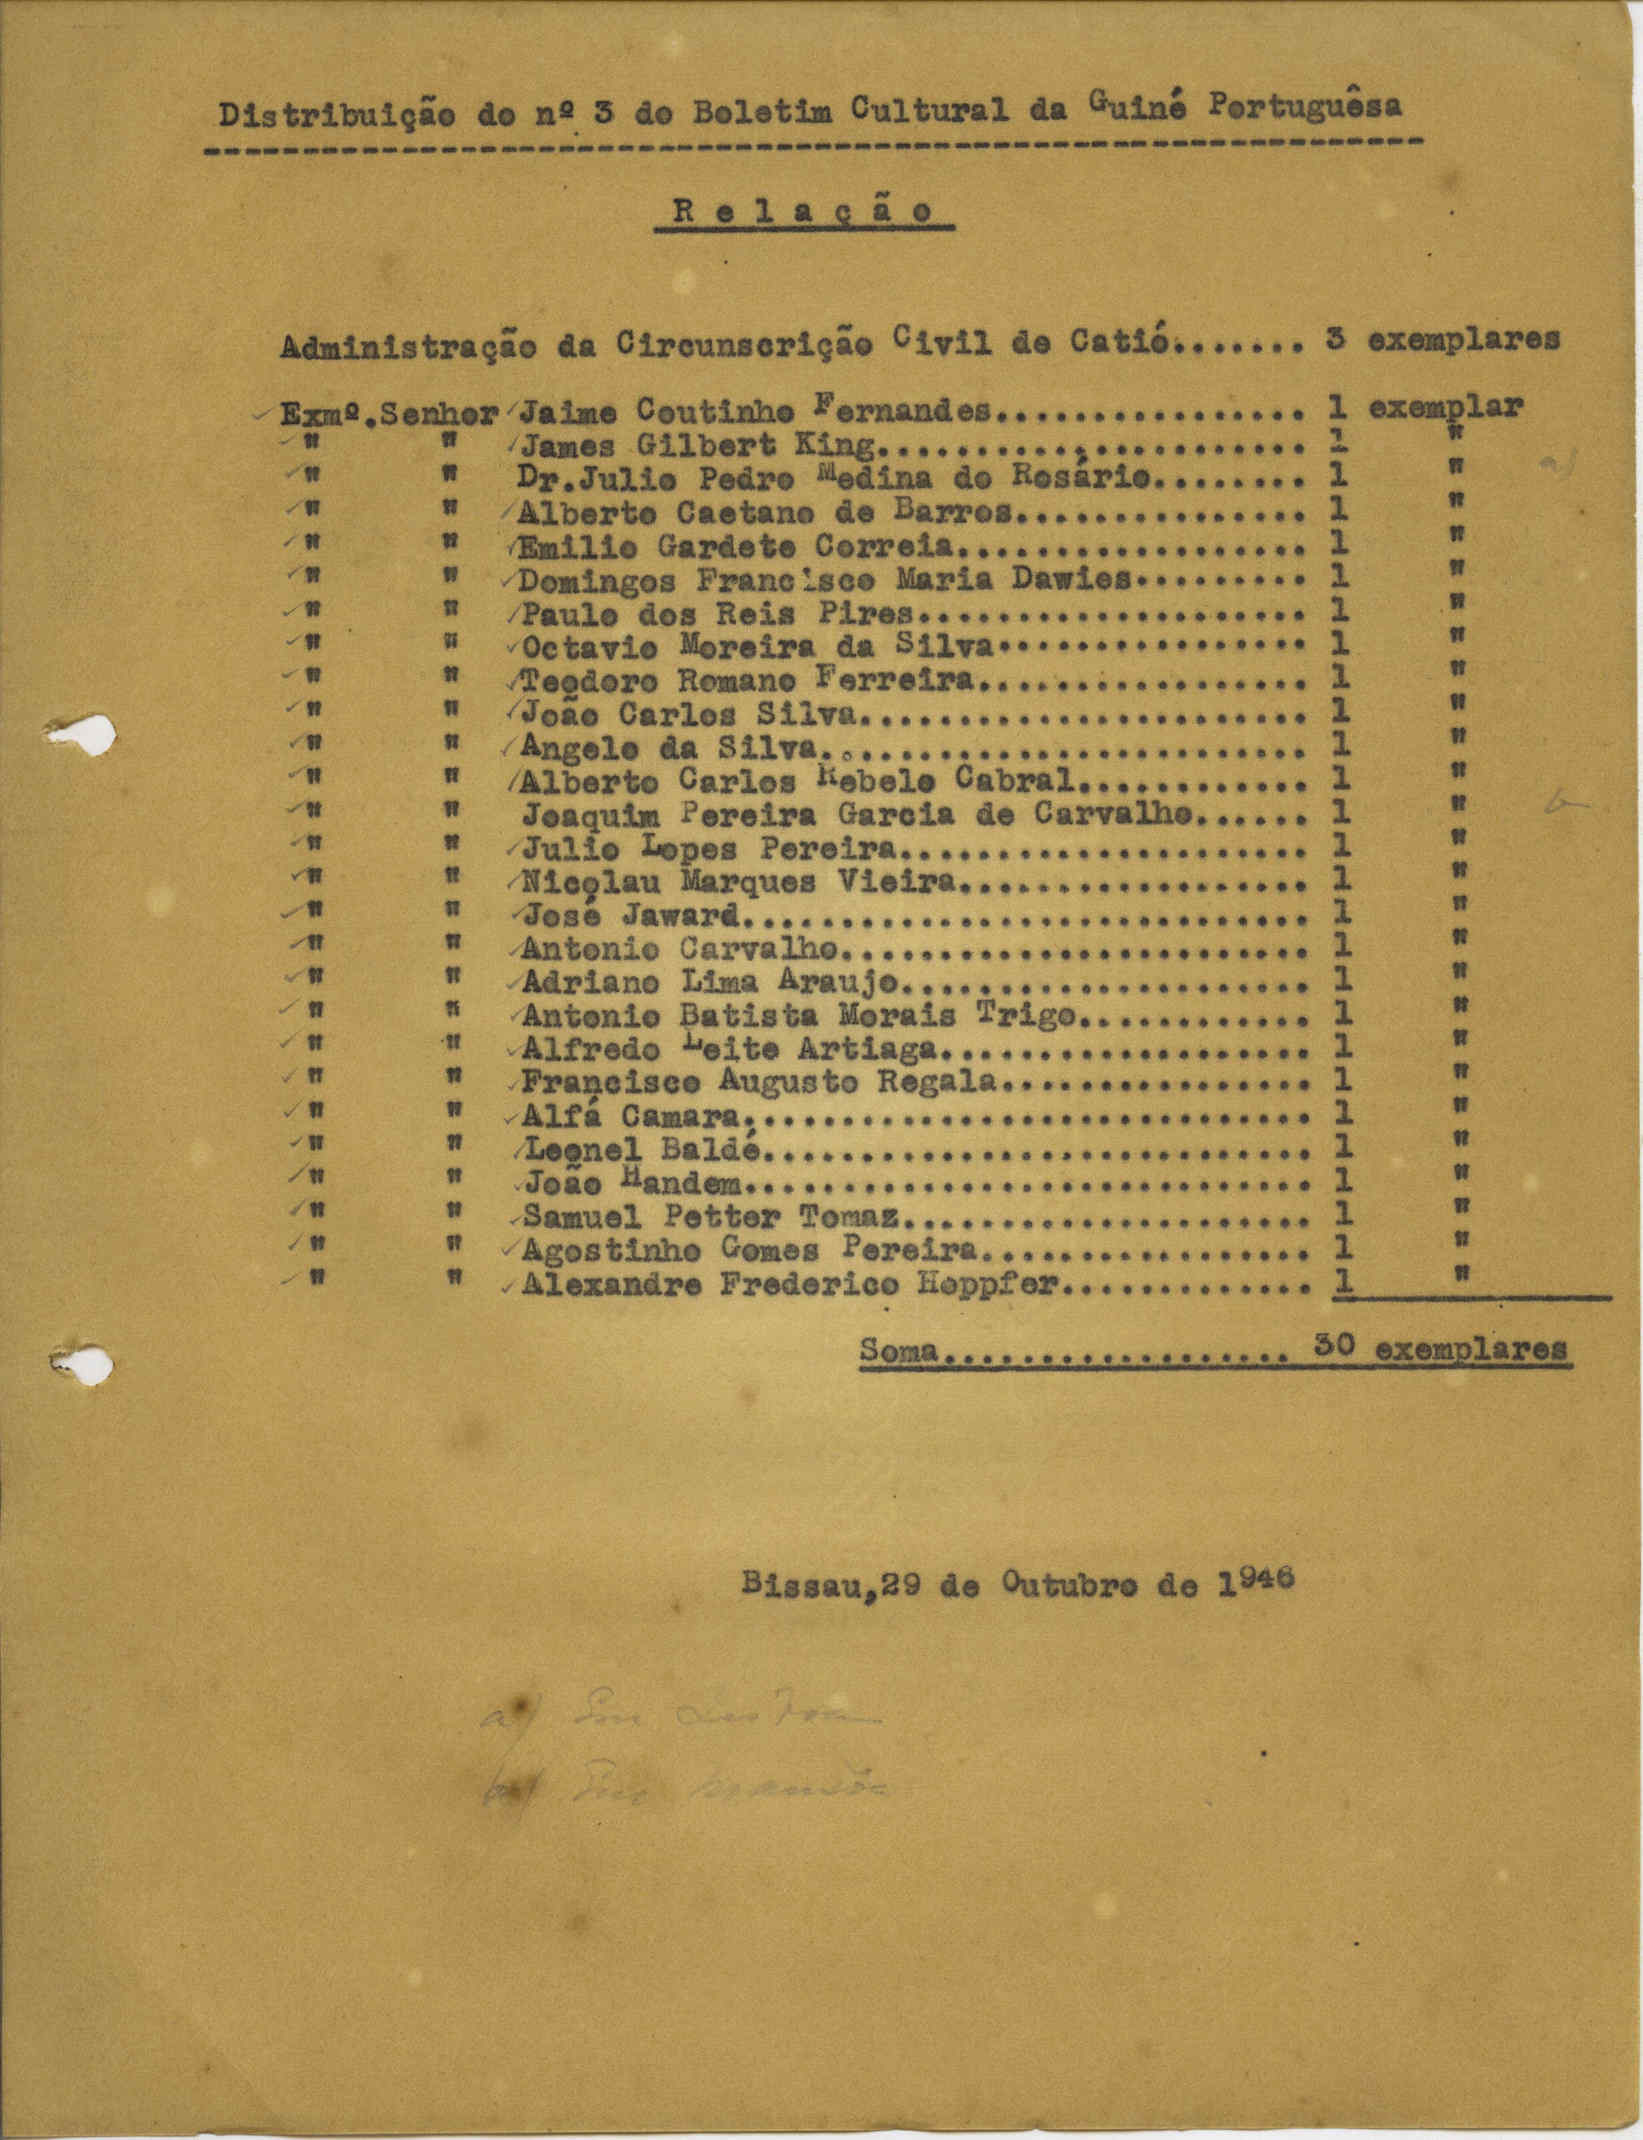 Distribuição do nº 3 do Boletim Cultural da Guiné Portuguêsa
------------------------------------------------------------
Relação
Administração da Circunscrição Civil de Catió....... 3 exemplares
Exmº.Senhor Jaime Coutinho Fernandes................ 1 exemplar
" " James Gilbert King...................... 1 "
" " Dr.Julio Pedro Medina do Rosário........ 1 " a)
" " Alberto Caetano de Barros............... 1 "
" " Emilio Gardete Correia.................. 1 "
" " Domingos Francisco Maria Dawies......... 1 "
" " Paulo dos Reis Pires.................... 1 "
" " Octavio Moreira da Silva................ 1 "
" " Teodoro Romano Ferreira................. 1 "
" " João Carlos Silva....................... 1 "
" " Angelo da Silva......................... 1 "
" " Alberto Carlos Rebelo Cabral............ 1 "
" " Joaquim Pereira Garcia de Carvalho...... 1 " b
" " Julio Lopes Pereira..................... 1 "
" " Nicolau Marques Vieira.................. 1 "
" " José Jaward............................. 1 "
" " Antonio Carvalho........................ 1 "
" " Adriano Lima Araujo..................... 1 "
" " Antonio Batista Morais Trigo............ 1 "
" " Alfredo Leite Artiaga................... 1 "
" " Francisco Augusto Regala................ 1 "
" " Alfá Camara............................. 1 "
" " Leonel Baldé............................ 1 "
" " João Handem............................. 1 "
" " Samuel Petter Tomaz..................... 1 "
" " Agostinho Gomes Pereira................. 1 "
" " Alexandre Frederico Hoppfer............. 1 "
Soma.................. 30 exemplares
Bissau,29 de Outubro de 1946
a) Em
b) Em